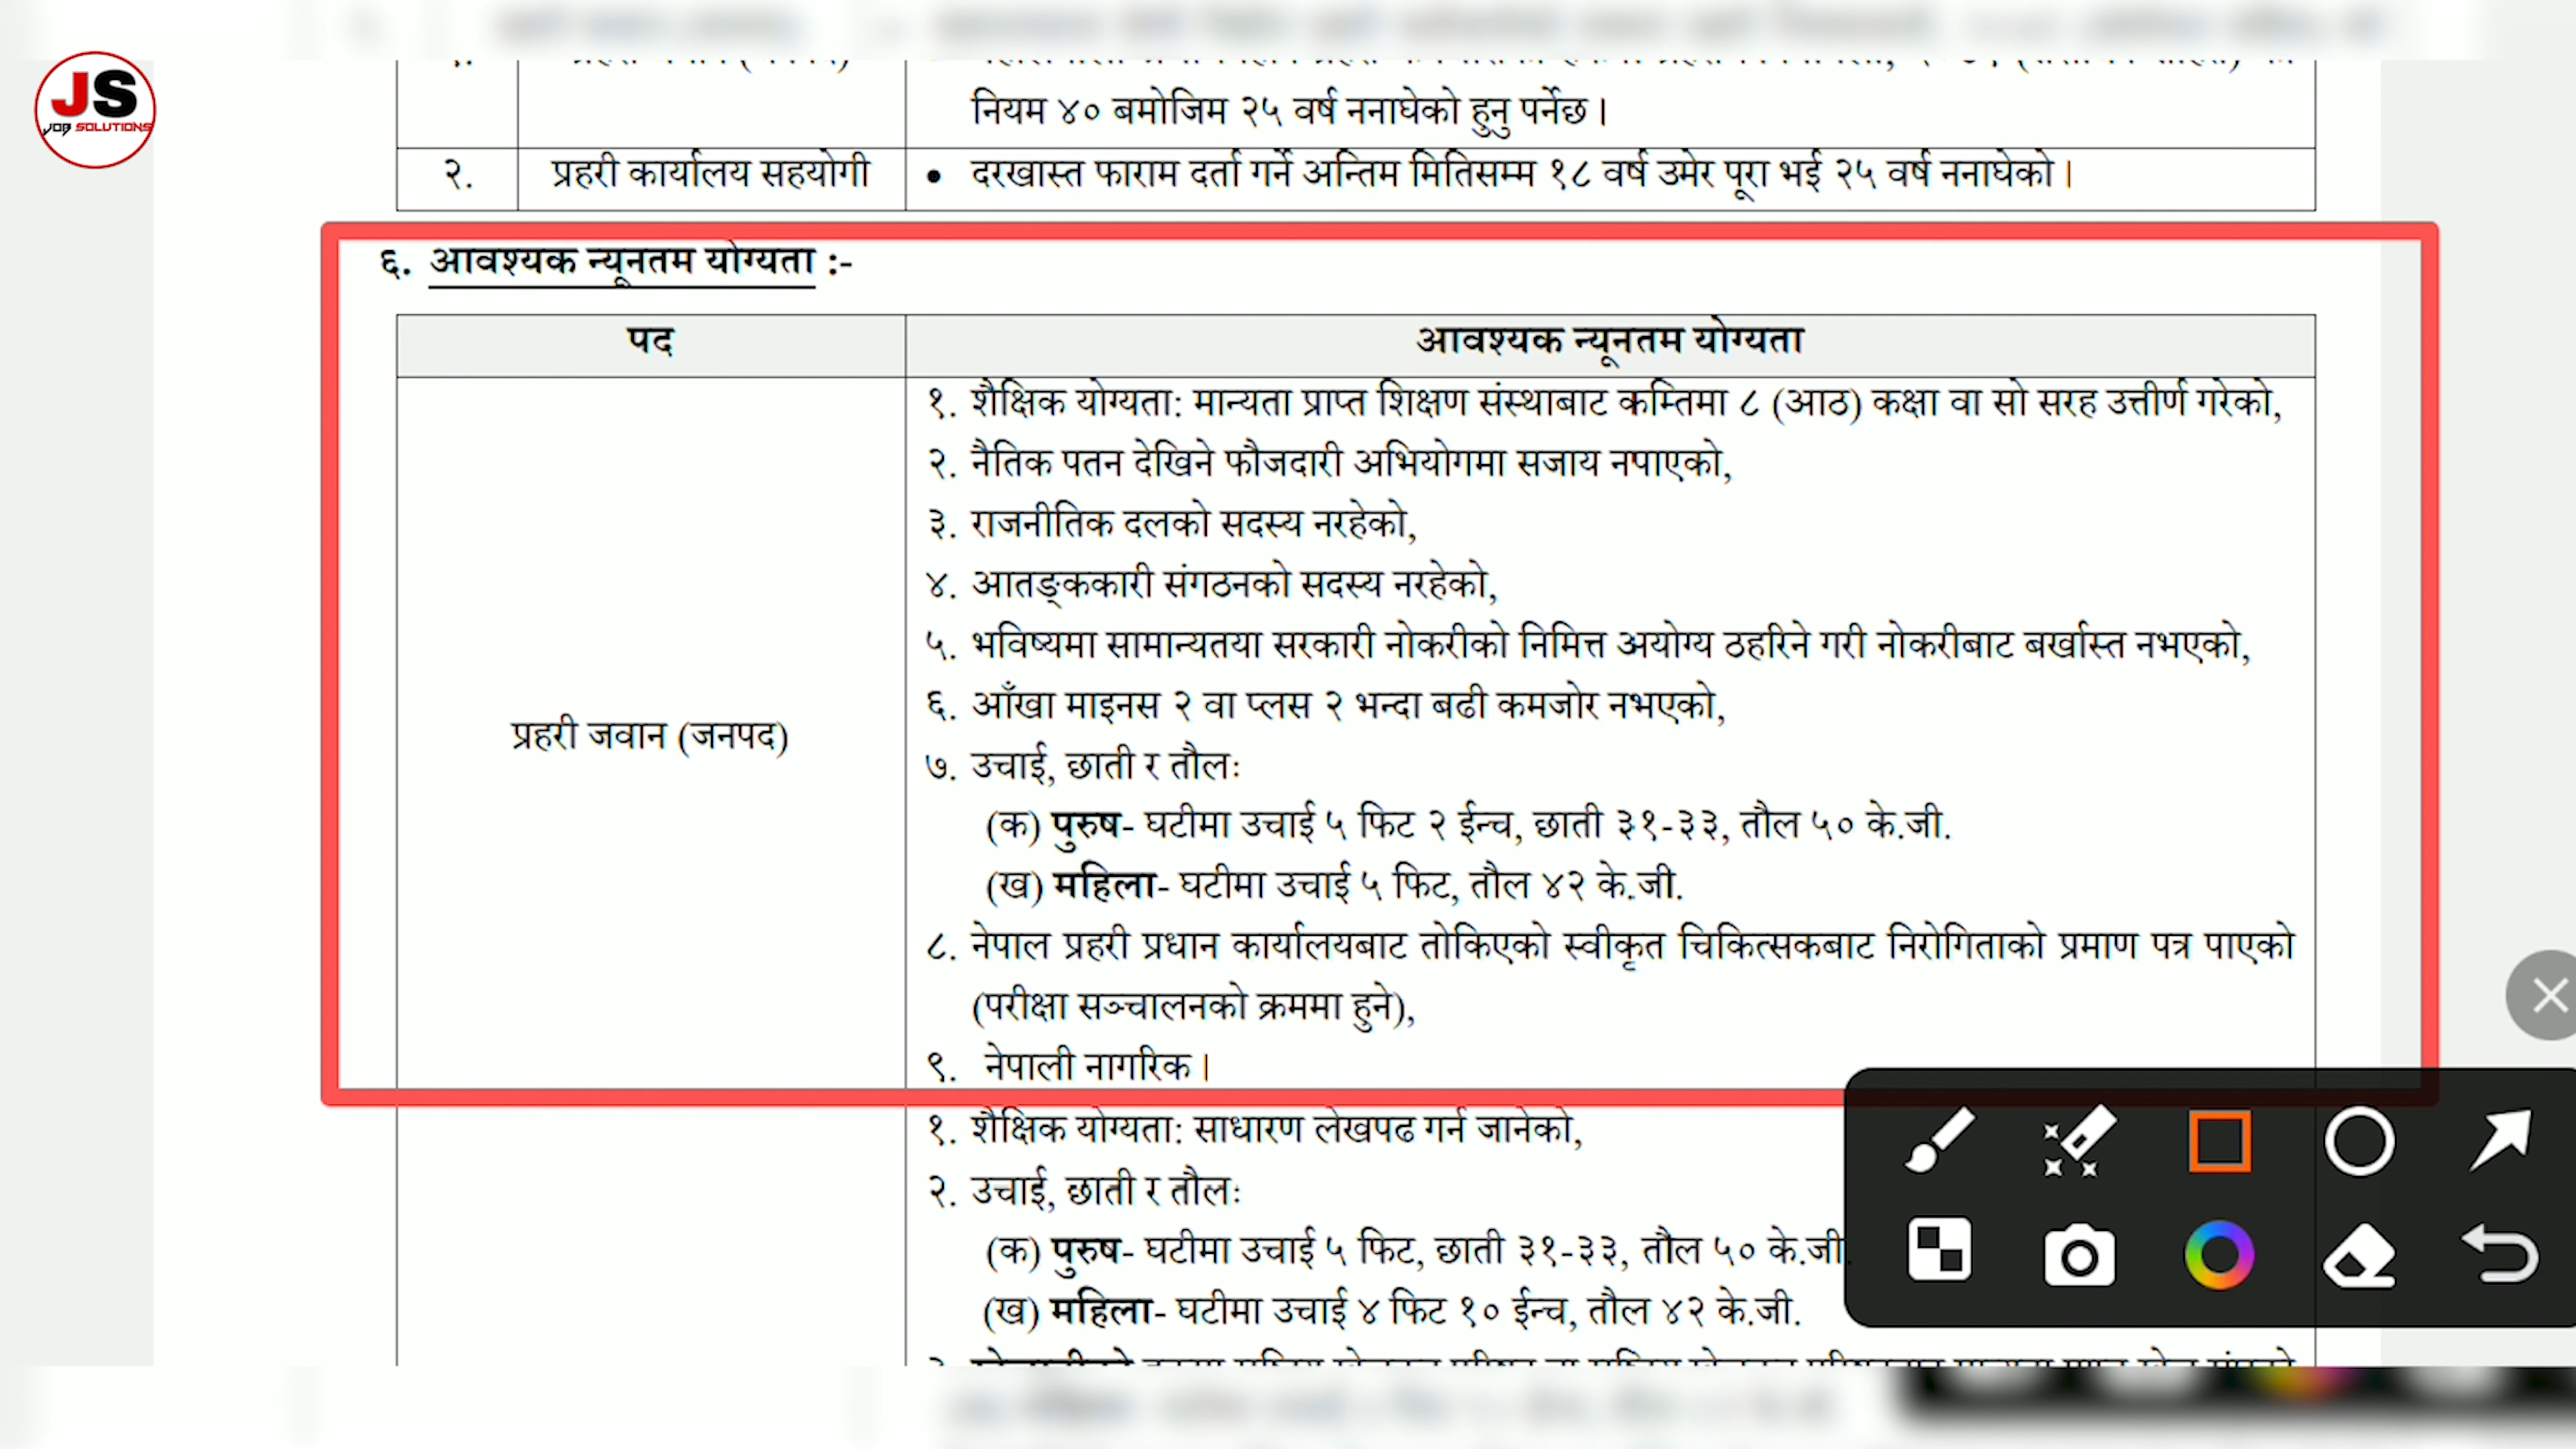 JS
JOB SOLUTIONS
नियम ४० बमोजिम २५ वर्ष ननाघेको हुनु पर्नेछ।
२. प्रहरी कार्यालय सहयोगी • दरखास्त फाराम दर्ता गर्ने अन्तिम मितिसम्म १८ वर्ष उमेर पूरा भई २५ वर्ष ननाघेको।
६. आवश्यक न्यूनतम योग्यता :-
पद आवश्यक न्यूनतम योग्यता
१. शैक्षिक योग्यता: मान्यता प्राप्त शिक्षण संस्थाबाट कम्तिमा ८ (आठ) कक्षा वा सो सरह उत्तीर्ण गरेको,
२. नैतिक पतन देखिने फौजदारी अभियोगमा सजाय नपाएको,
३. राजनीतिक दलको सदस्य नरहेको,
४. आतङ्ककारी संगठनको सदस्य नरहेको,
५. भविष्यमा सामान्यतया सरकारी नोकरीको निमित्त अयोग्य ठहरिने गरी नोकरीबाट बर्खास्त नभएको,
६. आँखा माइनस २ वा प्लस २ भन्दा बढी कमजोर नभएको,
प्रहरी जवान (जनपद)
७. उचाई, छाती र तौलः
(क) पुरुष- घटीमा उचाई ५ फिट २ ईन्च, छाती ३१-३३, तौल ५० के.जी.
(ख) महिला- घटीमा उचाई ५ फिट, तौल ४२ के.जी.
८. नेपाल प्रहरी प्रधान कार्यालयबाट तोकिएको स्वीकृत चिकित्सकबाट निरोगिताको प्रमाण पत्र पाएको
(परीक्षा सञ्चालनको क्रममा हुने),
९. नेपाली नागरिक।
१. शैक्षिक योग्यता: साधारण लेखपढ गर्न जानेको,
२. उचाई, छाती र तौलः
(क) पुरुष- घटीमा उचाई ५ फिट, छाती ३१-३३, तौल ५० के.जी.
(ख) महिला- घटीमा उचाई ४ फिट १० ईन्च, तौल ४२ के.जी.